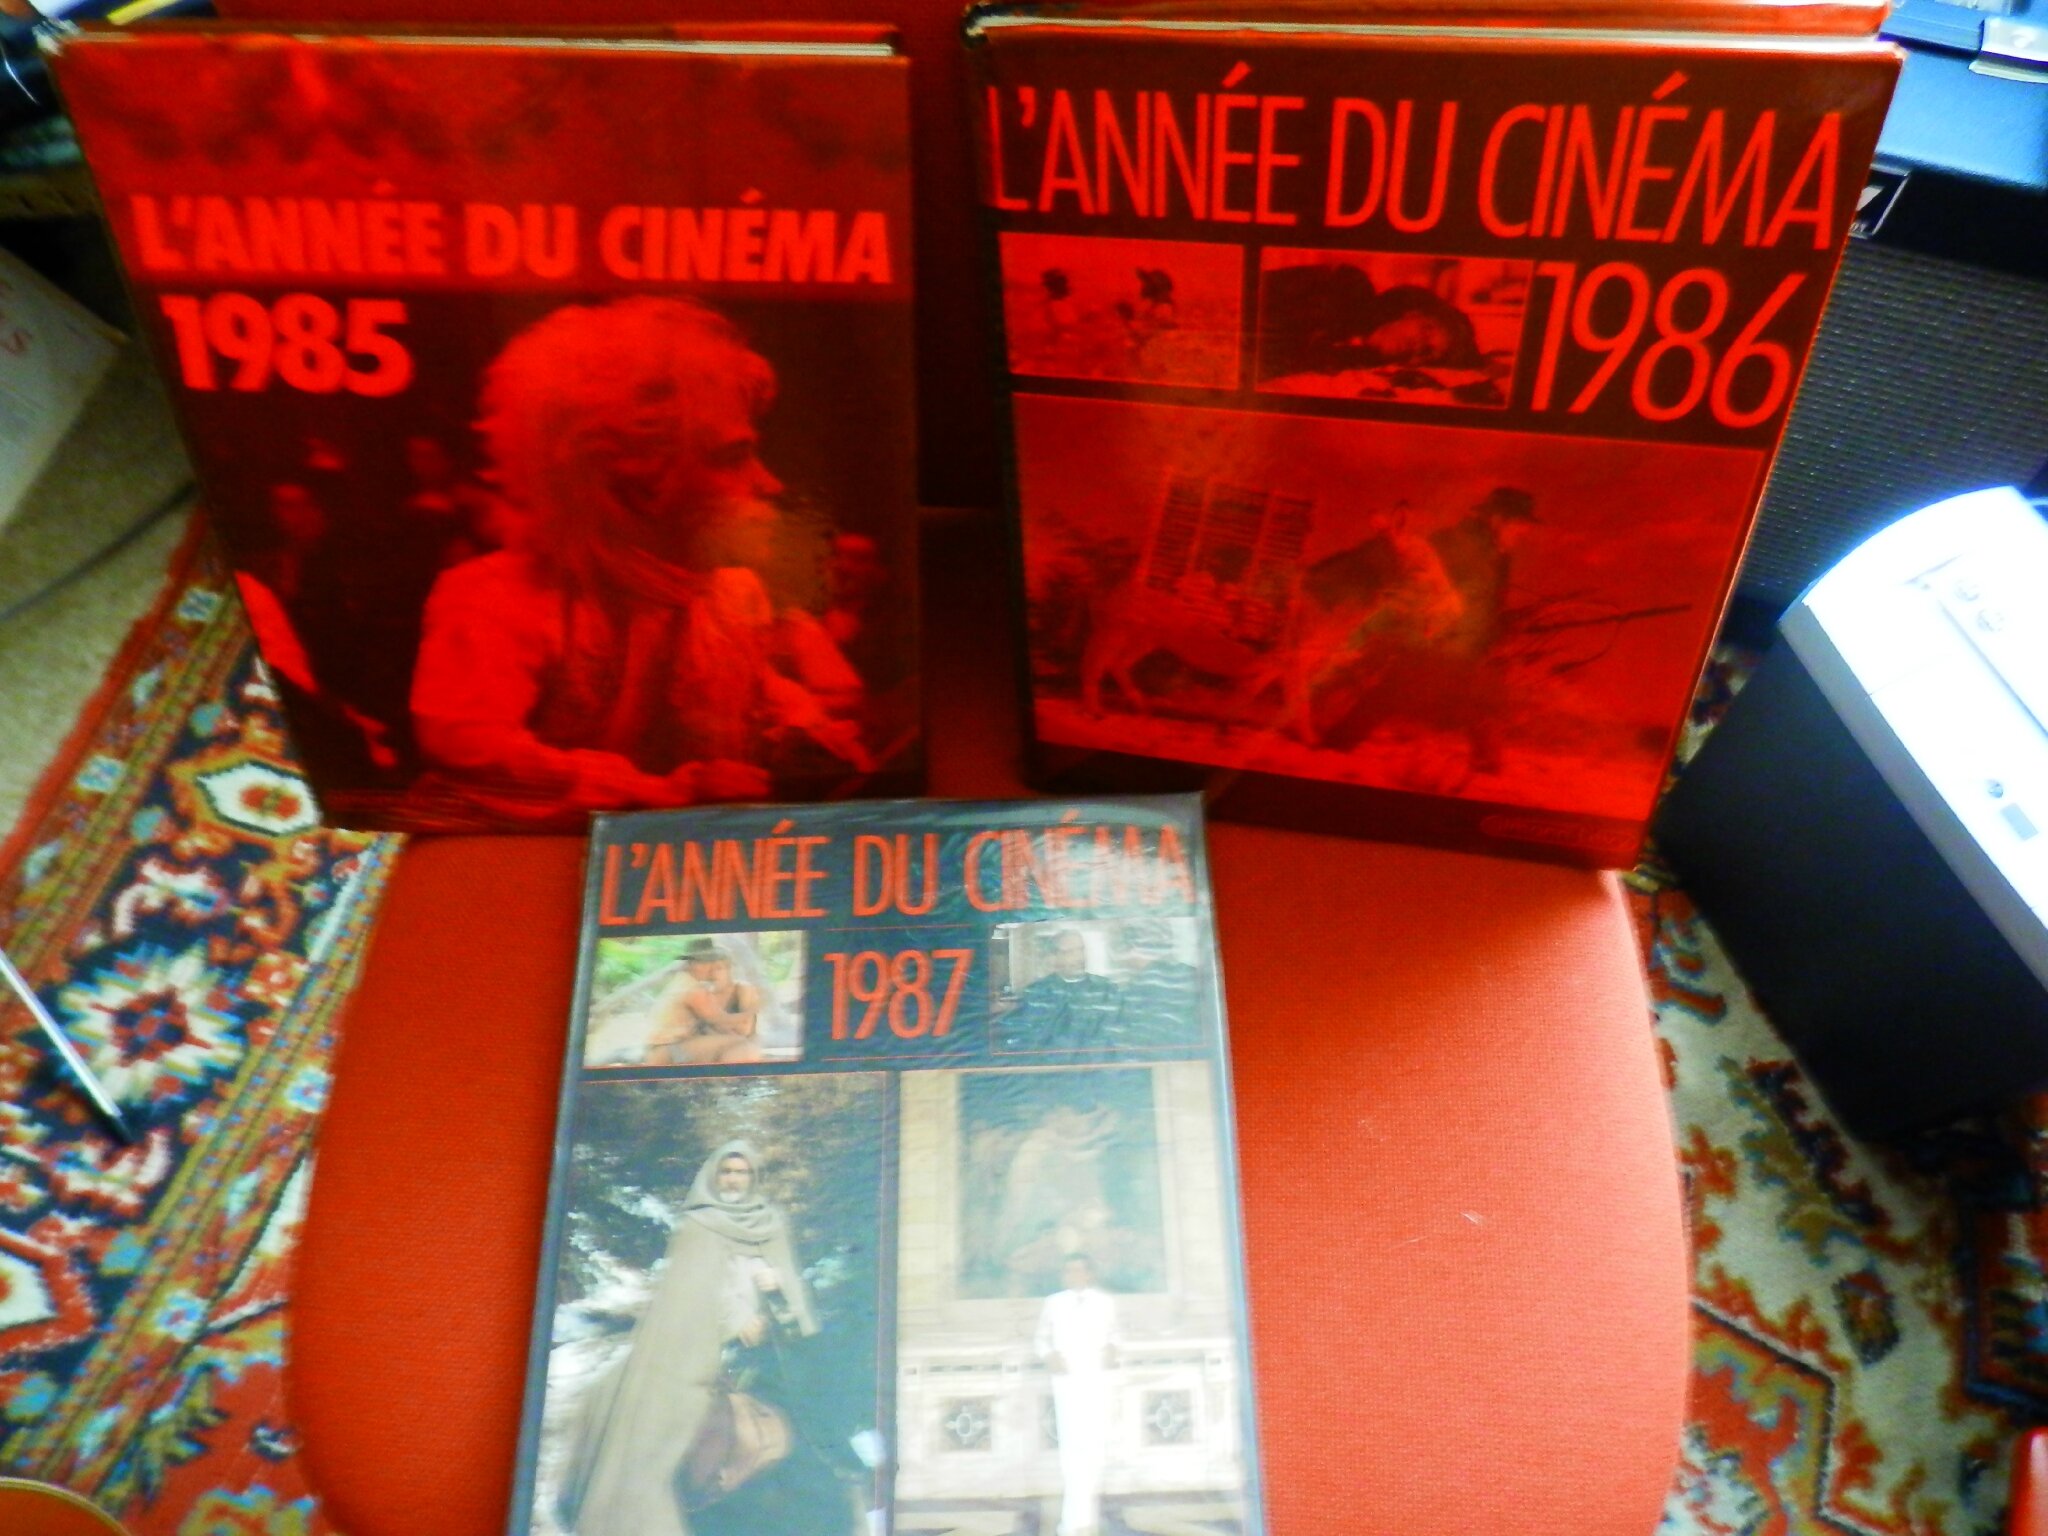 L'ANNÉE DU CINÉMA
1985
L'ANNÉE DU CINÉMA
1986
L'ANNÉE DU CINÉMA
1987